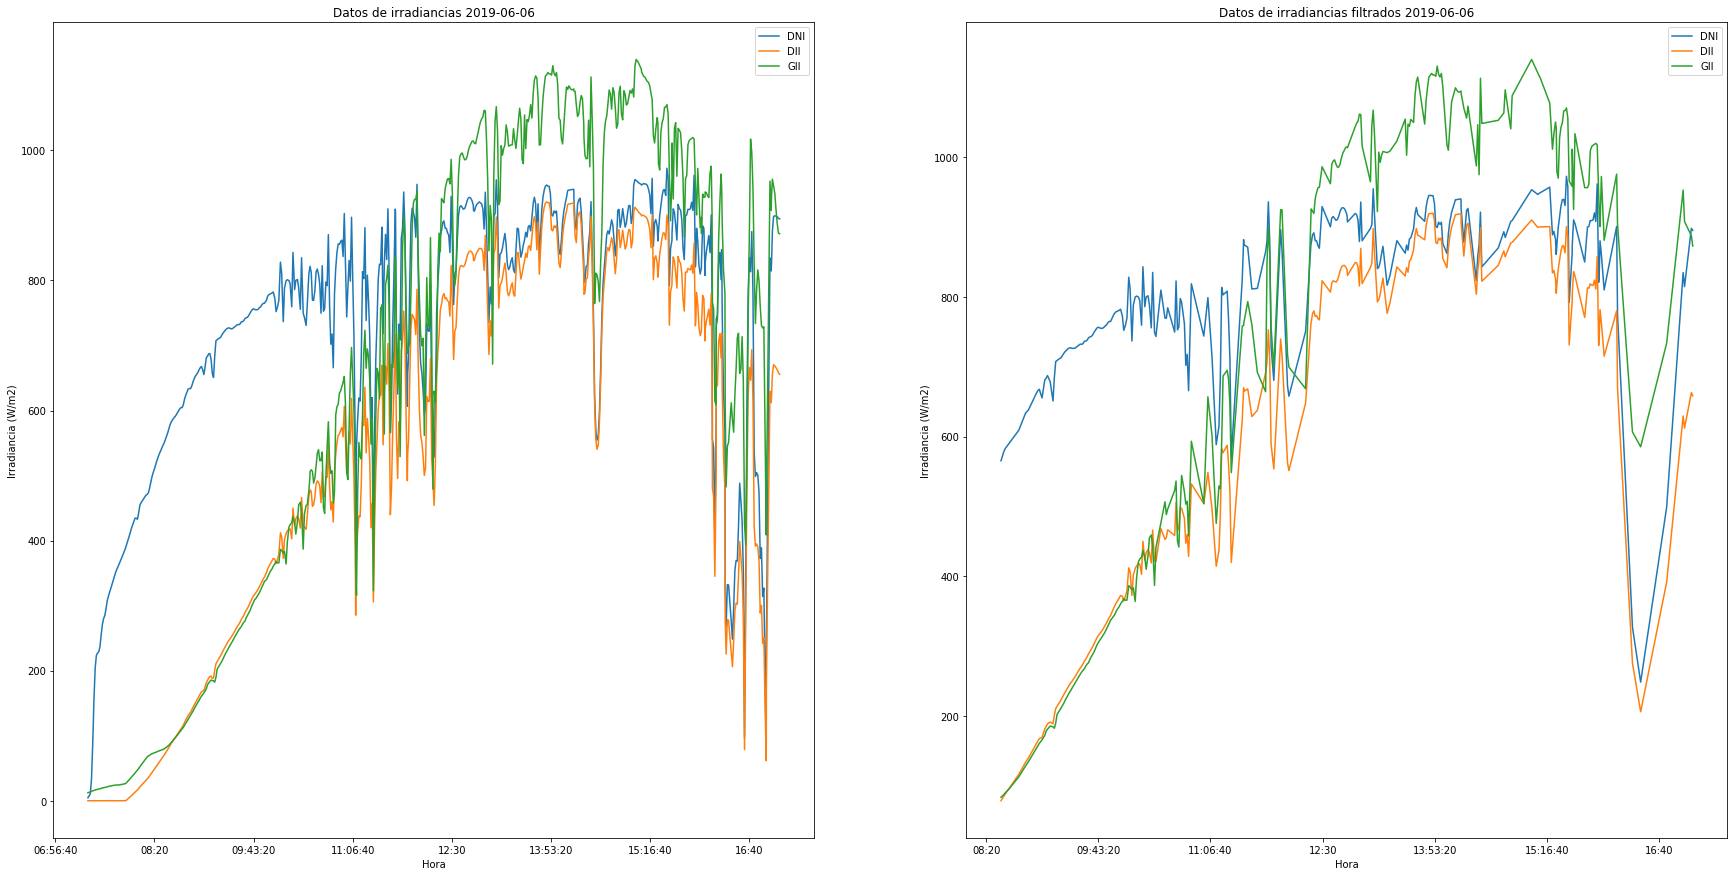 Datos de irradiancias 2019-06-06
DNI
DII
GII
1000
800
600
400
200
0
Irradiancia (W/m2)
06:56:40 08:20 09:43:20 11:06:40 12:30 13:53:20 15:16:40 16:40
Hora
Datos de irradiancias filtrados 2019-06-06
DNI
DII
GII
1000
800
600
400
200
Irradiancia (W/m2)
08:20 09:43:20 11:06:40 12:30 13:53:20 15:16:40 16:40
Hora